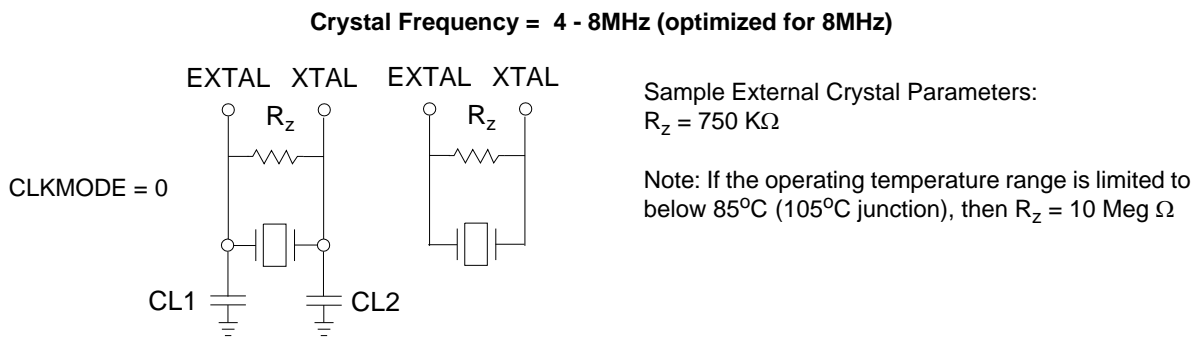 Crystal Frequency = 4 - 8MHz (optimized for 8MHz)
EXTAL XTAL EXTAL XTAL
Rz Rz
CLKMODE = 0
CL1 CL2
Sample External Crystal Parameters:
Rz = 750 KΩ
Note: If the operating temperature range is limited to
below 85°C (105°C junction), then Rz = 10 Meg Ω